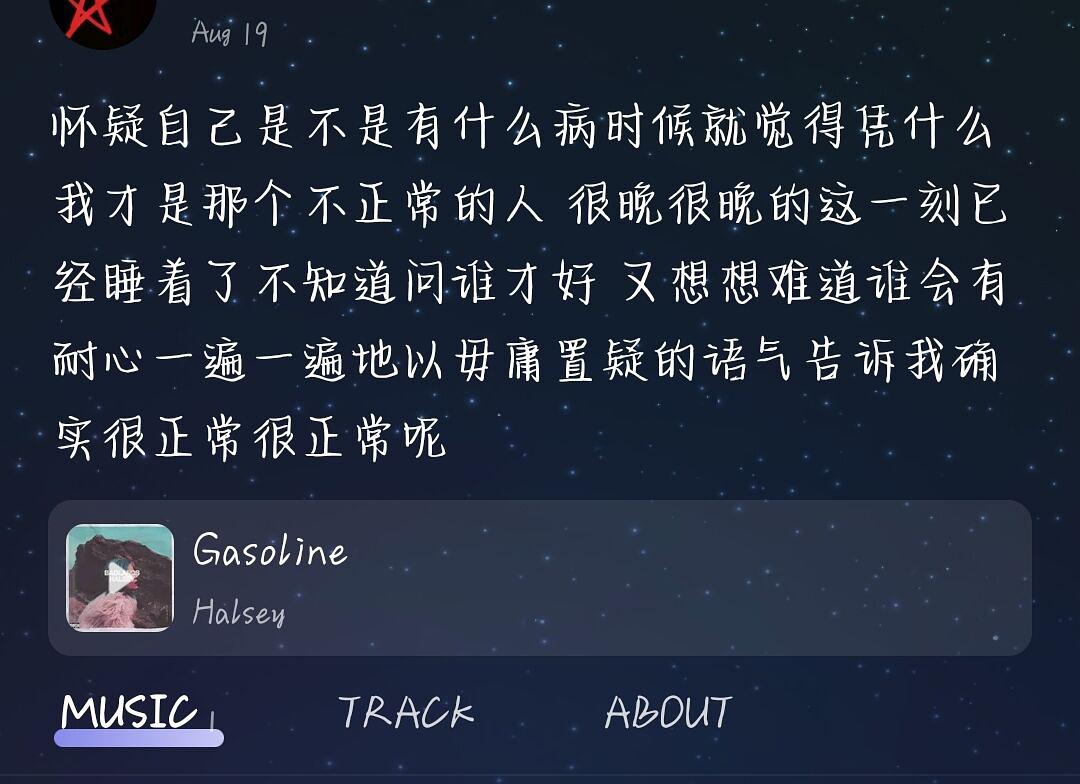 Aug 19
怀疑自己是不是有什么病时候就觉得凭什么
我才是那个不正常的人 很晚很晚的这一刻已
经睡着了不知道问谁才好 又想想难道谁会有
耐心一遍一遍地以毋庸置疑的语气告诉我确
实很正常很正常呢
BADLANDS
Gasoline
Halsey
MUSIC TRACK ABOUT